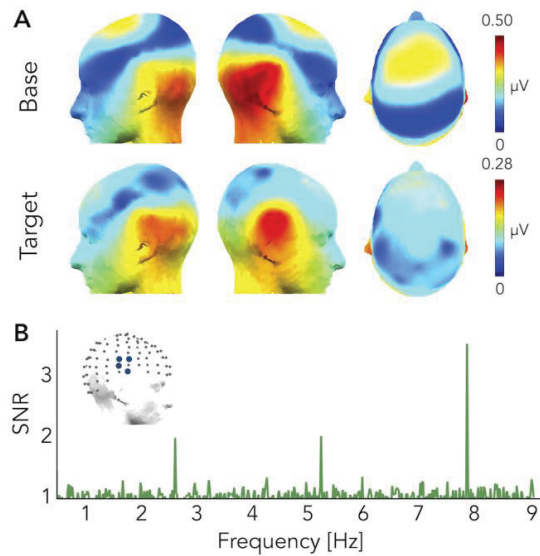 A
Base
0.50
µV
0
Target
0.28
µV
0
B
SNR
3
2
1
1 2 3 4 5 6 7 8 9
Frequency [Hz]